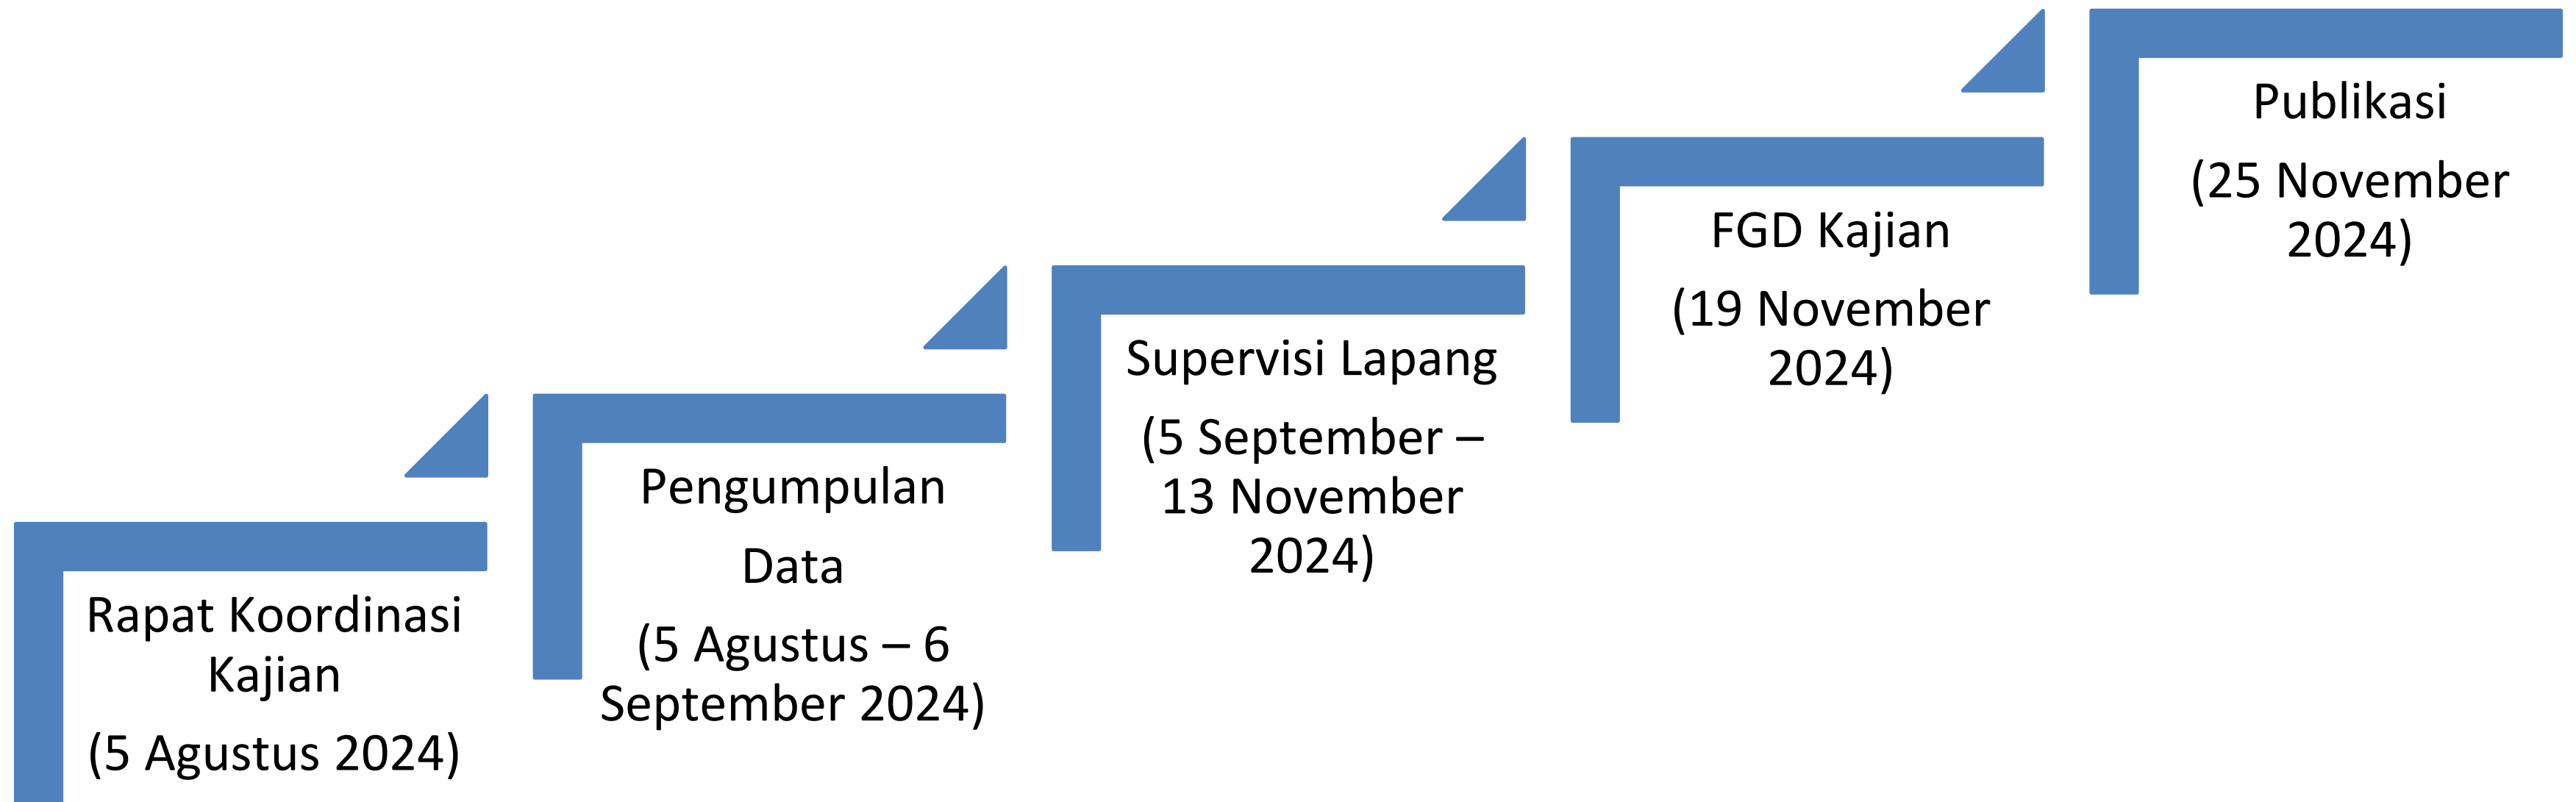 Rapat Koordinasi
Kajian
(5 Agustus 2024)
Pengumpulan
Data
(5 Agustus – 6
September 2024)
Supervisi Lapang
(5 September –
13 November
2024)
FGD Kajian
(19 November
2024)
Publikasi
(25 November
2024)